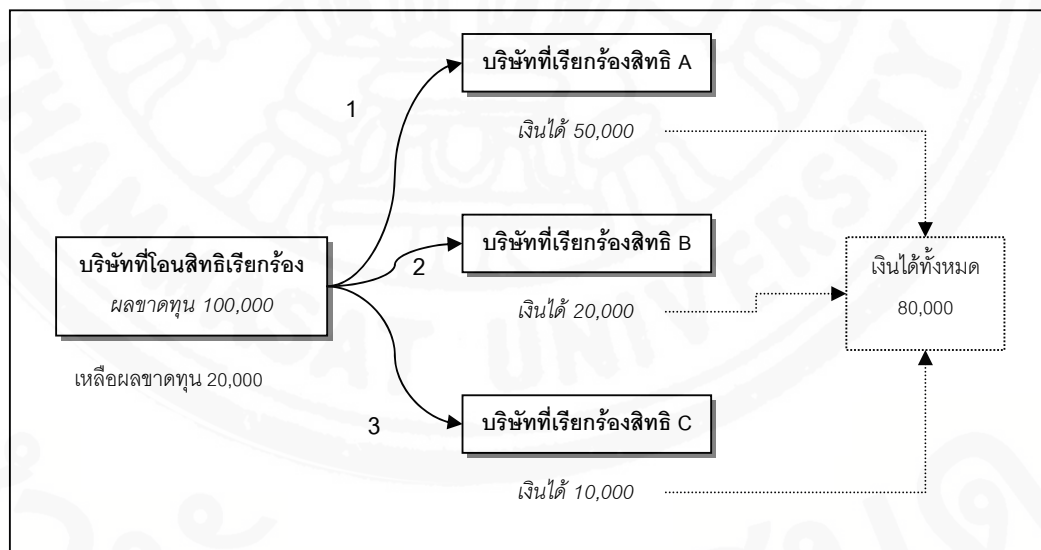 บริษัทที่เรียกร้องสิทธิ A
1
เงินได้ 50,000
บริษัทที่เรียกร้องสิทธิ B
บริษัทที่โอนสิทธิเรียกร้อง
ผลขาดทุน 100,000
2
เงินได้ 20,000
เงินได้ทั้งหมด
80,000
เหลือผลขาดทุน 20,000
3
บริษัทที่เรียกร้องสิทธิ C
เงินได้ 10,000
THAMMASAT UNIVERSITY